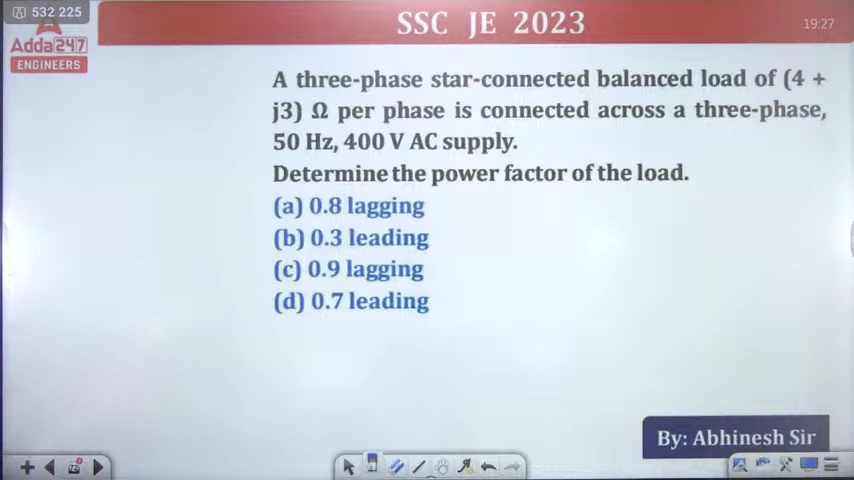 532 225
SSC JE 2023
19:27
Adda247
ENGINEERS
A three-phase star-connected balanced load of (4 +
j3) Ω per phase is connected across a three-phase,
50 Hz, 400 V AC supply.
Determine the power factor of the load.
(a) 0.8 lagging
(b) 0.3 leading
(c) 0.9 lagging
(d) 0.7 leading
By: Abhinesh Sir